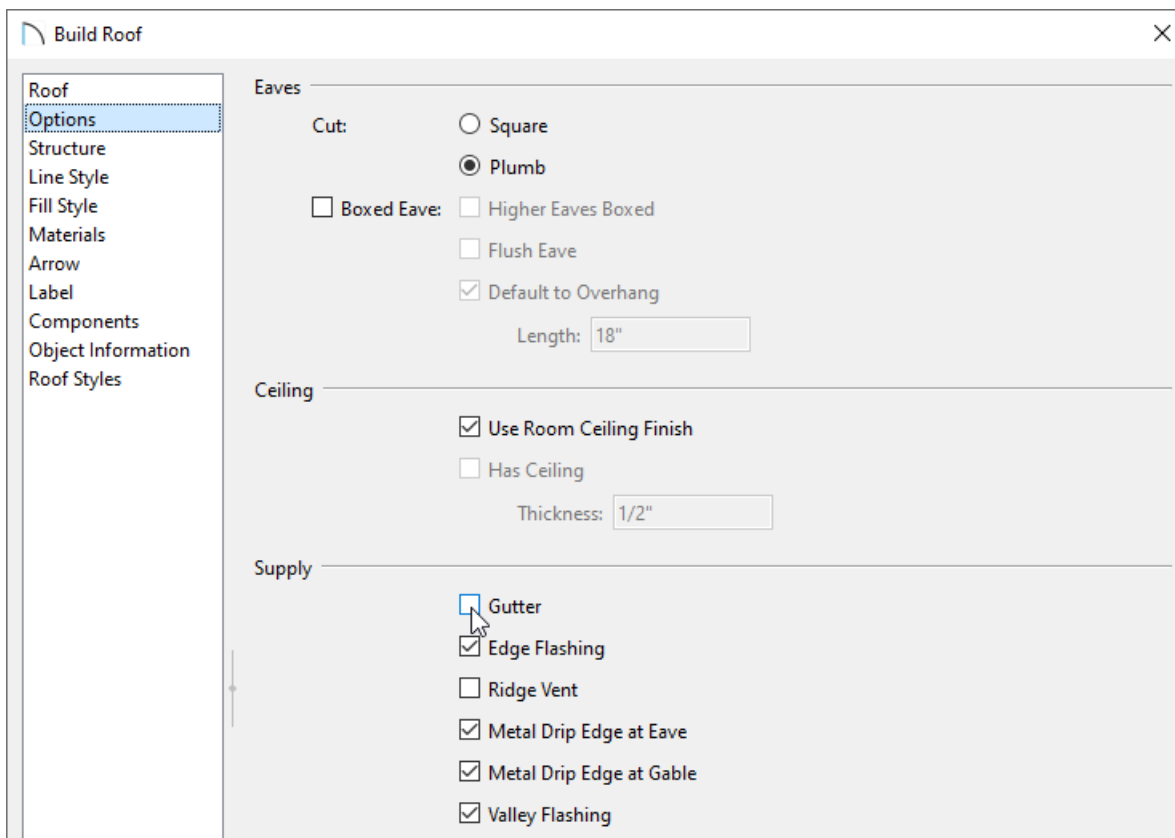 Build Roof
Roof
Options
Structure
Line Style
Fill Style
Materials
Arrow
Label
Components
Object Information
Roof Styles
Eaves
Cut:
Square
Plumb
Boxed Eave:
Higher Eaves Boxed
Flush Eave
Default to Overhang
Length: 18"
Ceiling
Use Room Ceiling Finish
Has Ceiling
Thickness: 1/2"
Supply
Gutter
Edge Flashing
Ridge Vent
Metal Drip Edge at Eave
Metal Drip Edge at Gable
Valley Flashing